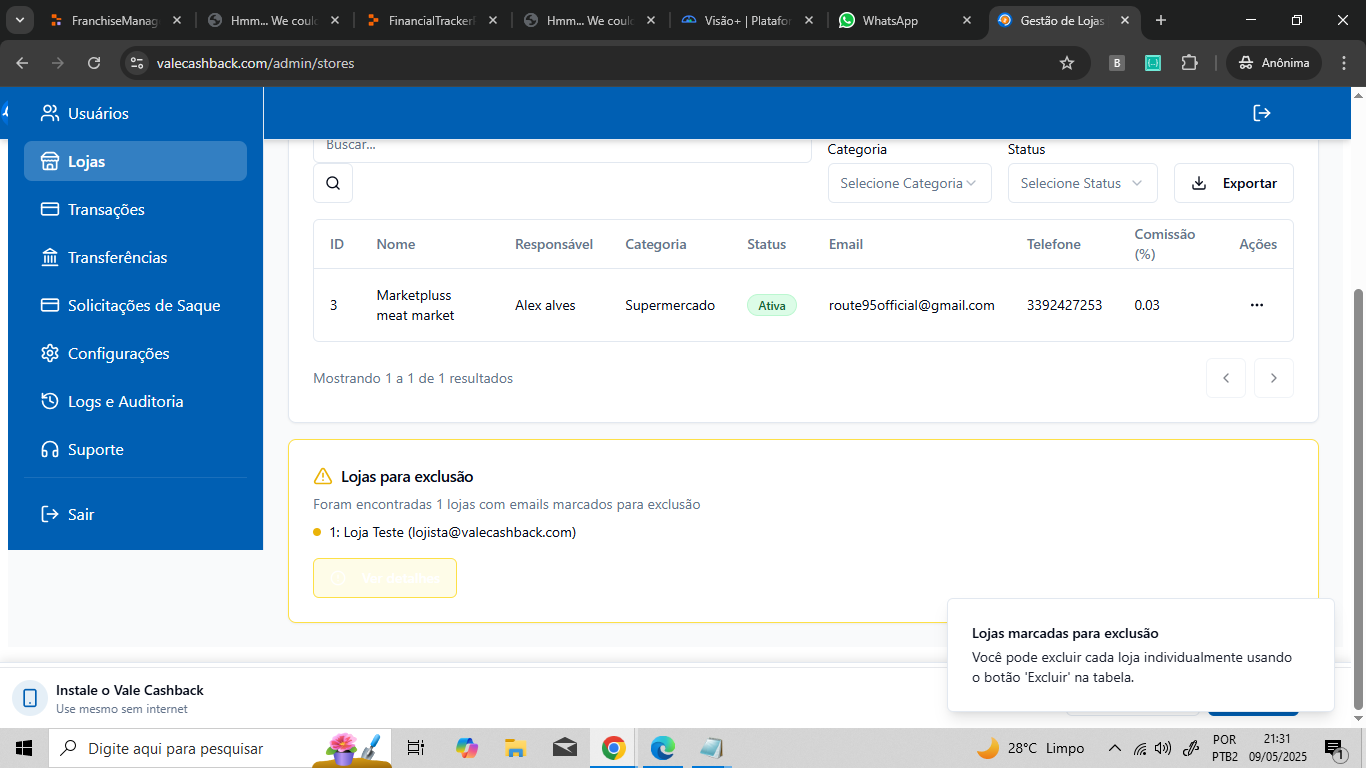 FranchiseManag
Hmm... We coul
FinancialTracker
Hmm... We coul
Visão+ | Platafor
WhatsApp
Gestão de Lojas
valecashback.com/admin/stores
B
Anônima
Usuários
Lojas
Transações
Transferências
Solicitações de Saque
Configurações
Logs e Auditoria
Suporte
Sair
Buscar...
Categoria
Status
Selecione Categoria
Selecione Status
Exportar
ID Nome Responsável Categoria Status Email Telefone Comissão (%) Ações
3 Marketpluss meat market Alex alves Supermercado Ativa route95official@gmail.com 3392427253 0.03 ...
Mostrando 1 a 1 de 1 resultados
Lojas para exclusão
Foram encontradas 1 lojas com emails marcados para exclusão
1: Loja Teste (lojista@valecashback.com)
Ver detalhes
Lojas marcadas para exclusão
Você pode excluir cada loja individualmente usando
o botão 'Excluir' na tabela.
Instale o Vale Cashback
Use mesmo sem internet
Digite aqui para pesquisar
28°C Limpo
POR
PTB2
21:31
09/05/2025
1